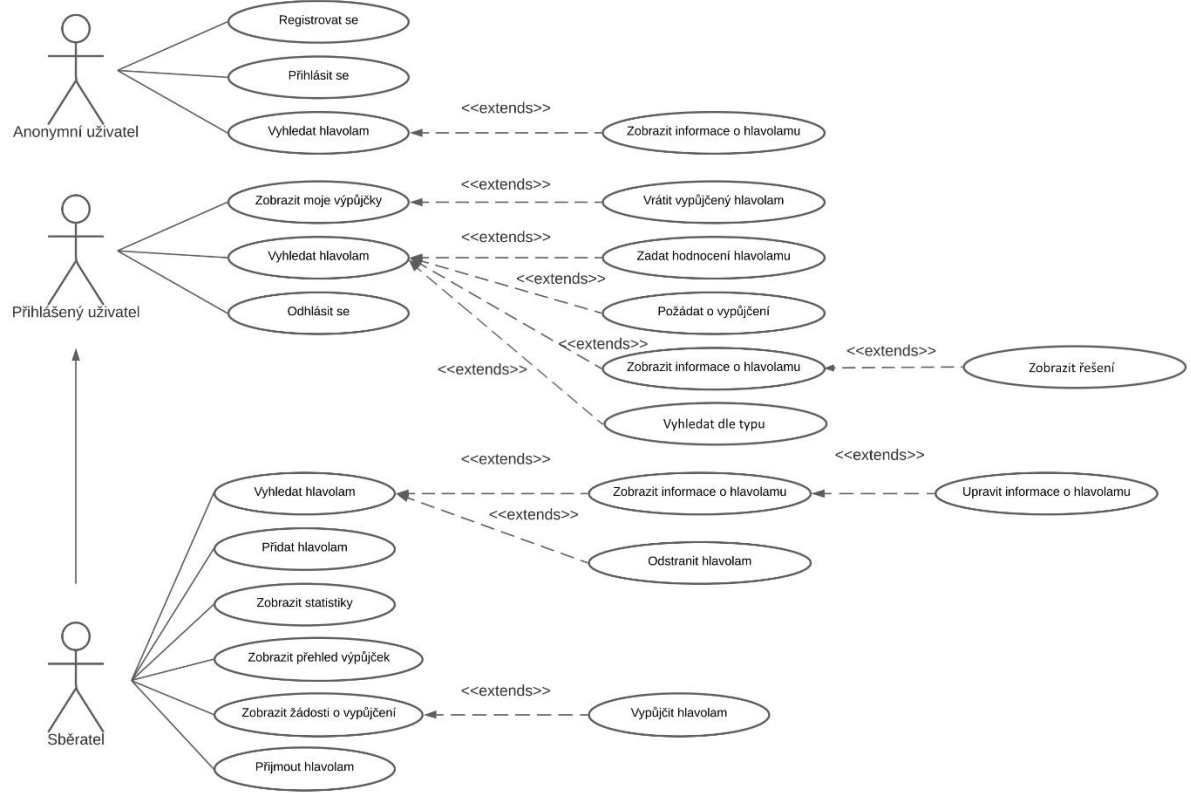 Registrovat se
Přihlásit se
<<extends>>
Vyhledat hlavolam
Zobrazit informace o hlavolamu
Anonymní uživatel
<<extends>>
Zobrazit moje výpůjčky
Vrátit vypůjčený hlavolam
<<extends>>
Vyhledat hlavolam
Zadat hodnocení hlavolamu
<<extends>>
Odhlásit se
Požádat o vypůjčení
Přihlášený uživatel
<<extends>>
<<extends>>
Zobrazit informace o hlavolamu
Zobrazit řešení
<<extends>>
Vyhledat dle typu
<<extends>>
<<extends>>
Vyhledat hlavolam
Zobrazit informace o hlavolamu
Upravit informace o hlavolamu
<<extends>>
Přidat hlavolam
Odstranit hlavolam
Zobrazit statistiky
Zobrazit přehled výpůjček
<<extends>>
Zobrazit žádosti o vypůjčení
Vypůjčit hlavolam
Sběratel
Přijmout hlavolam